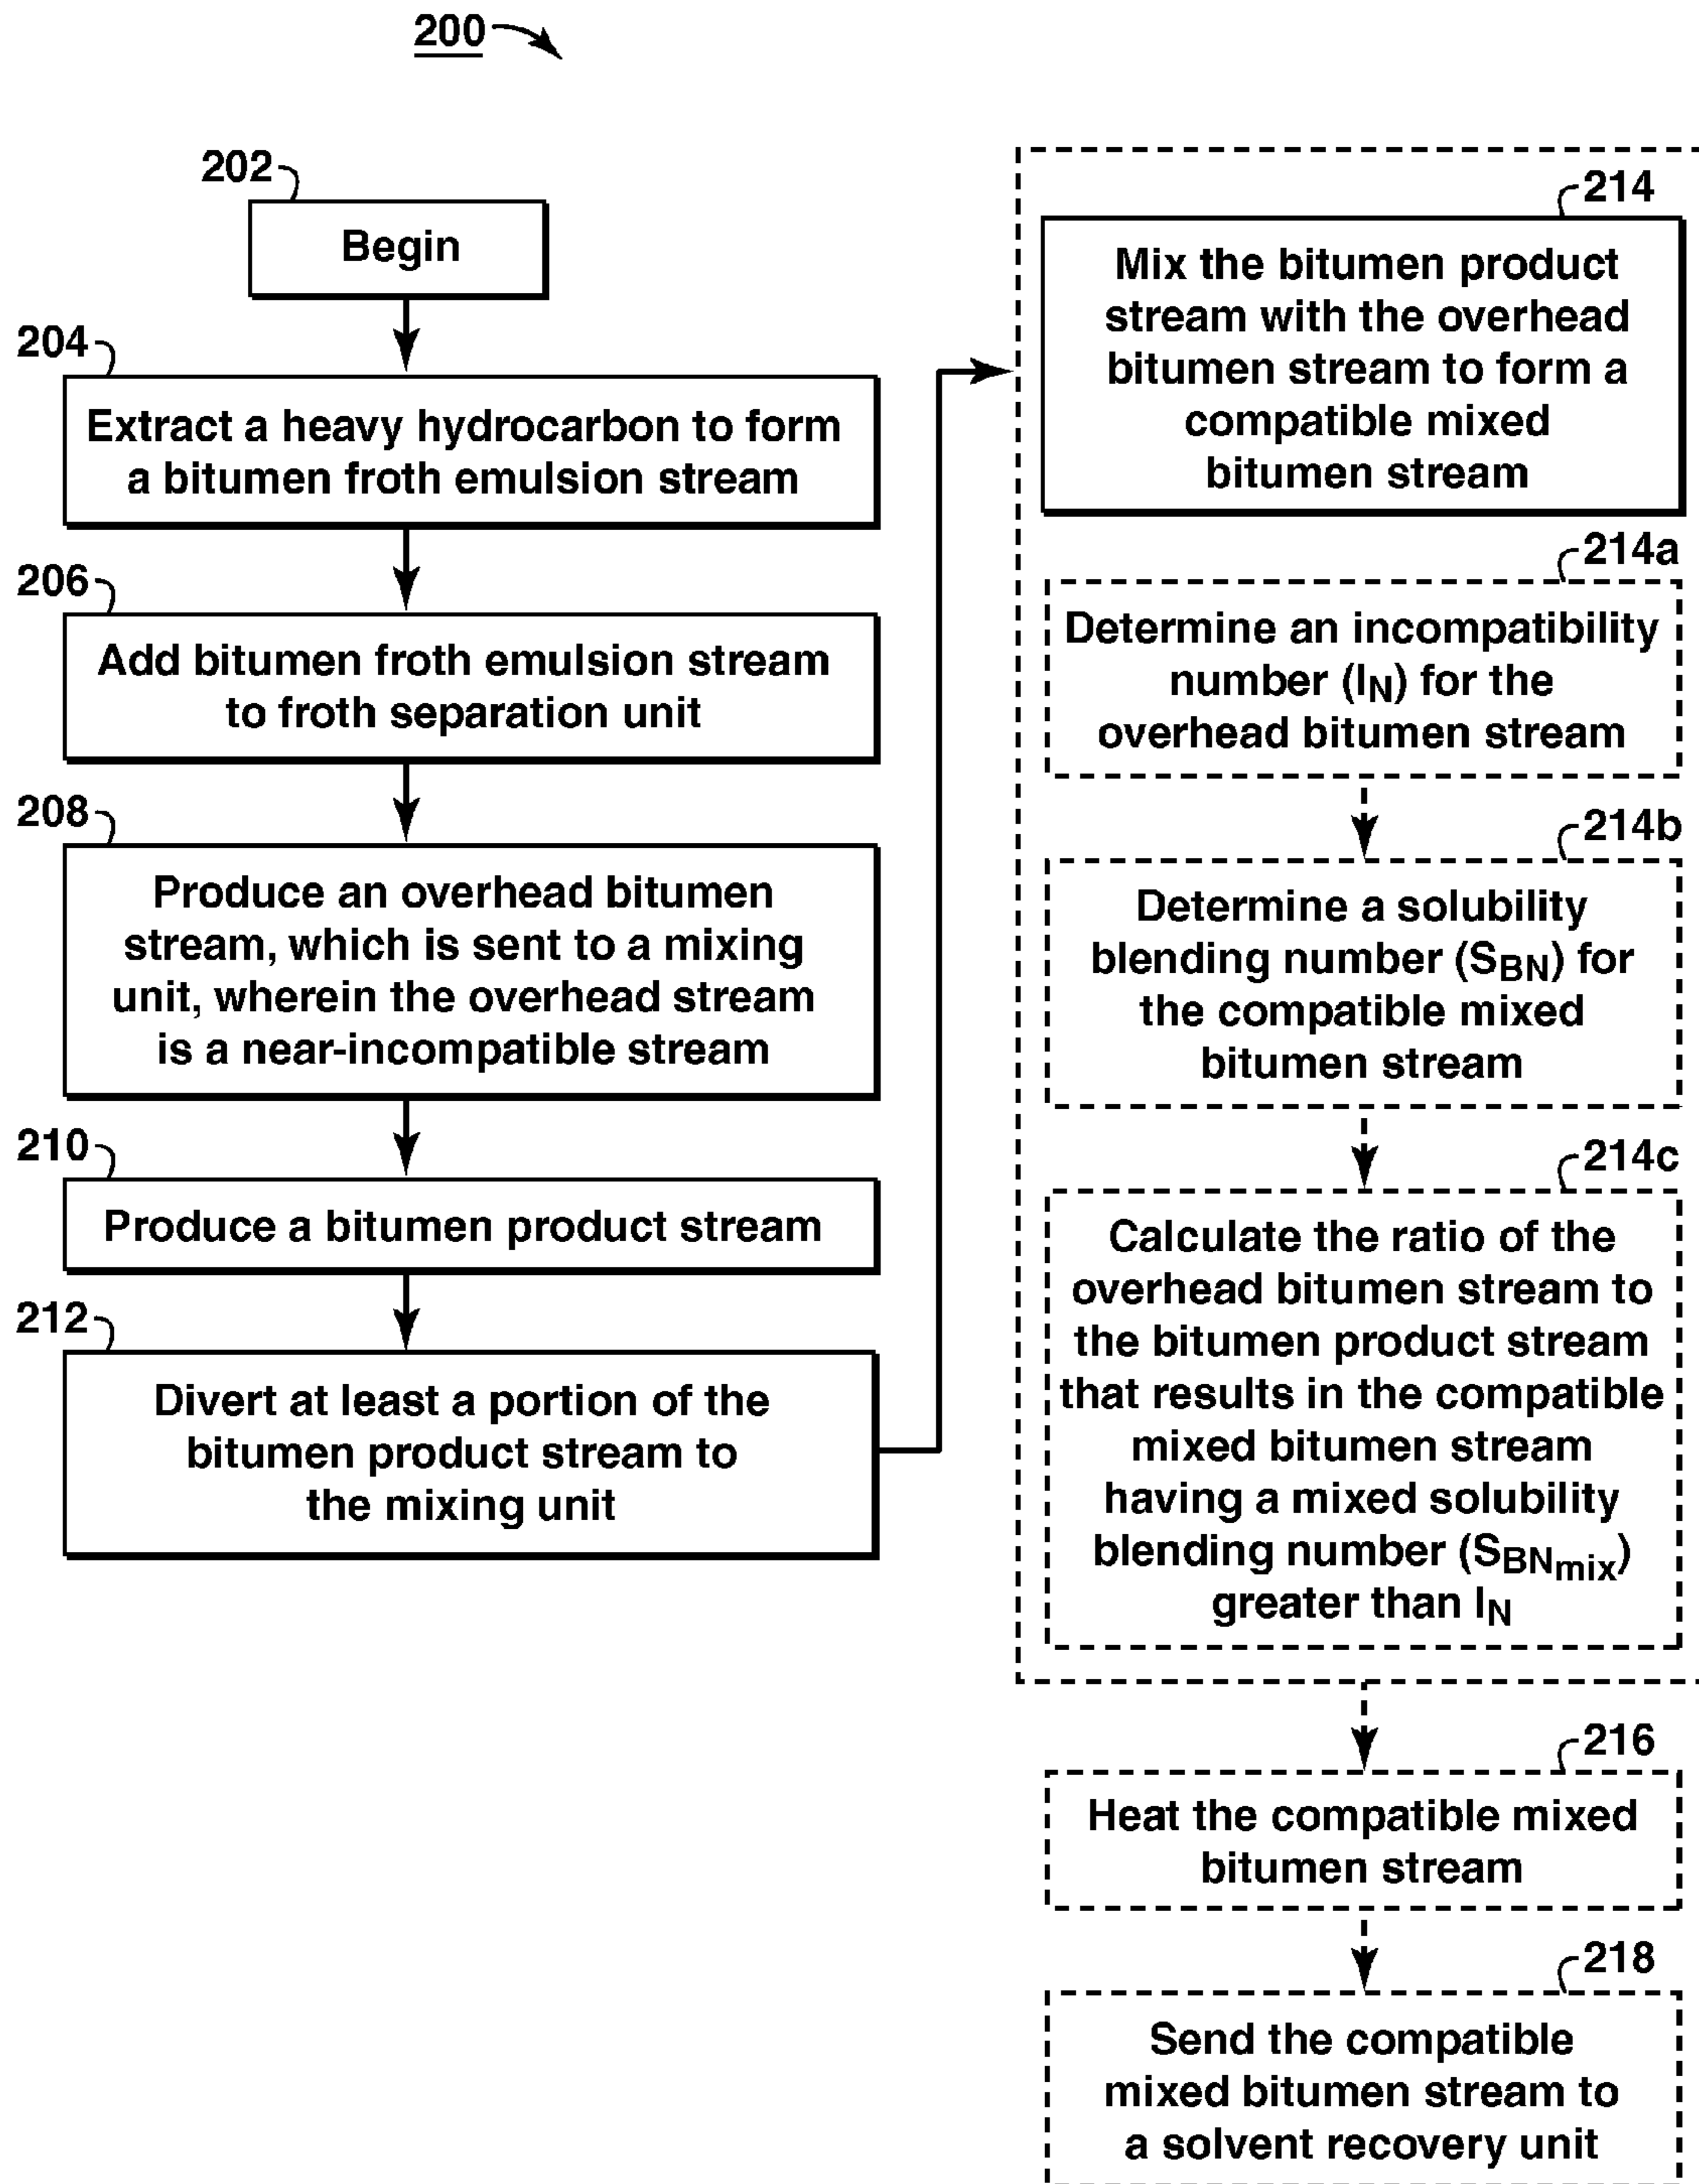 200
202
Begin
204
Extract a heavy hydrocarbon to form
a bitumen froth emulsion stream
206
Add bitumen froth emulsion stream
to froth separation unit
208
Produce an overhead bitumen
stream, which is sent to a mixing
unit, wherein the overhead stream
is a near-incompatible stream
210
Produce a bitumen product stream
212
Divert at least a portion of the
bitumen product stream to
the mixing unit
214
Mix the bitumen product
stream with the overhead
bitumen stream to form a
compatible mixed
bitumen stream
214a
Determine an incompatibility
number (IN) for the
overhead bitumen stream
214b
Determine a solubility
blending number (SBN) for
the compatible mixed
bitumen stream
214c
Calculate the ratio of the
overhead bitumen stream to
the bitumen product stream
that results in the compatible
mixed bitumen stream
having a mixed solubility
blending number (SBNmix)
greater than IN
216
Heat the compatible mixed
bitumen stream
218
Send the compatible
mixed bitumen stream to
a solvent recovery unit